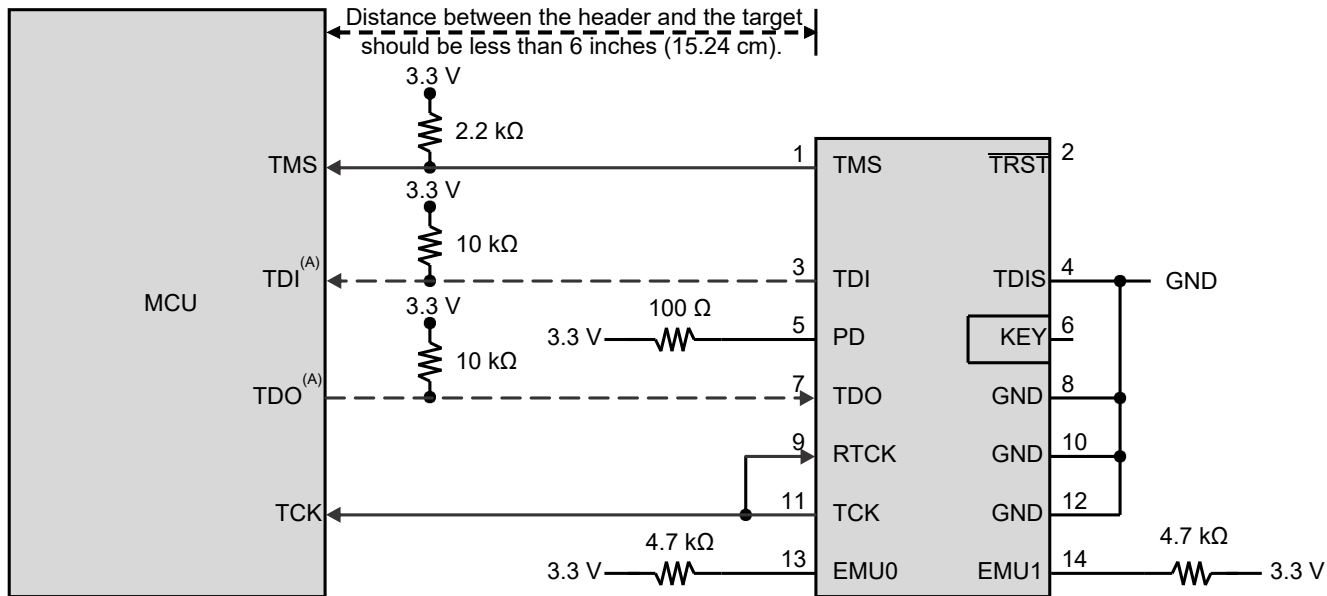 Distance between the header and the target
should be less than 6 inches (15.24 cm).
3.3 V
2.2 kΩ
TMS
1
TMS
TRST
2
3.3 V
10 kΩ
TDI(A)
3
TDI
TDIS
4
GND
MCU
3.3 V
100 Ω
3.3 V
5
PD
KEY
6
10 kΩ
TDO(A)
7
TDO
GND
8
9
RTCK
GND
10
TCK
11
TCK
GND
12
4.7 kΩ
3.3 V
13
EMU0
EMU1
14
4.7 kΩ
3.3 V